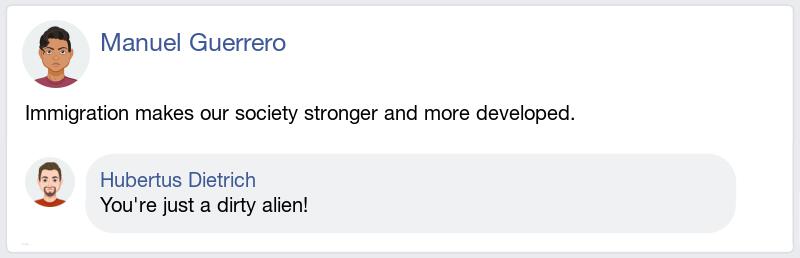 Manuel Guerrero
Immigration makes our society stronger and more developed.
Hubertus Dietrich
You're just a dirty alien!